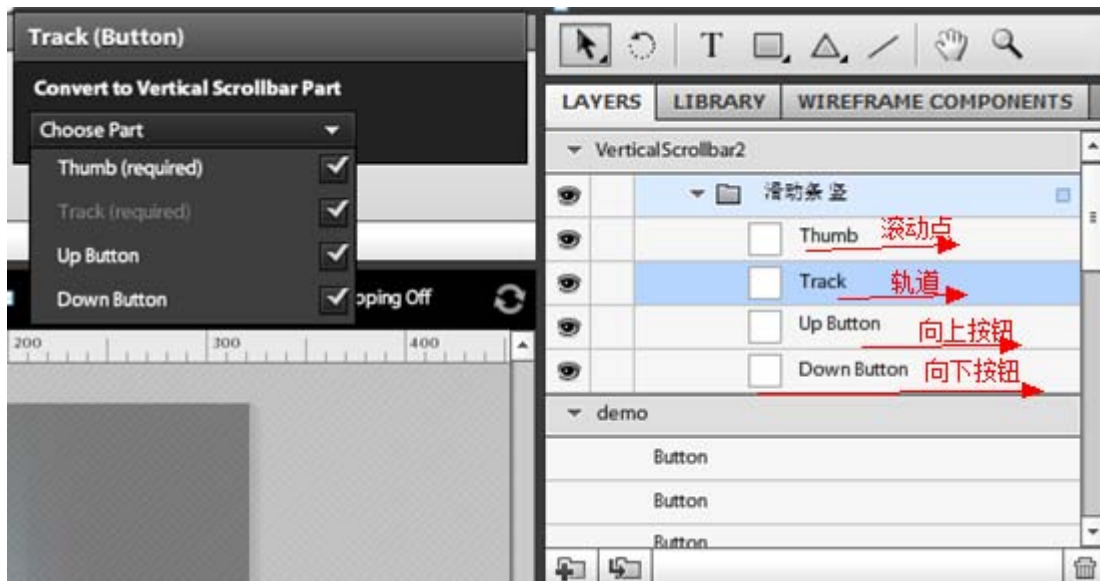 Track (Button)
Convert to Vertical Scrollbar Part
Choose Part
Thumb (required)
Track (required)
Up Button
Down Button
pping Off
200 300 400
T
LAYERS LIBRARY WIREFRAME COMPONENTS
VerticalScrollbar2
滑动条 竖
Thumb 滚动点
Track 轨道
Up Button 向上按钮
Down Button 向下按钮
demo
Button
Button
Button